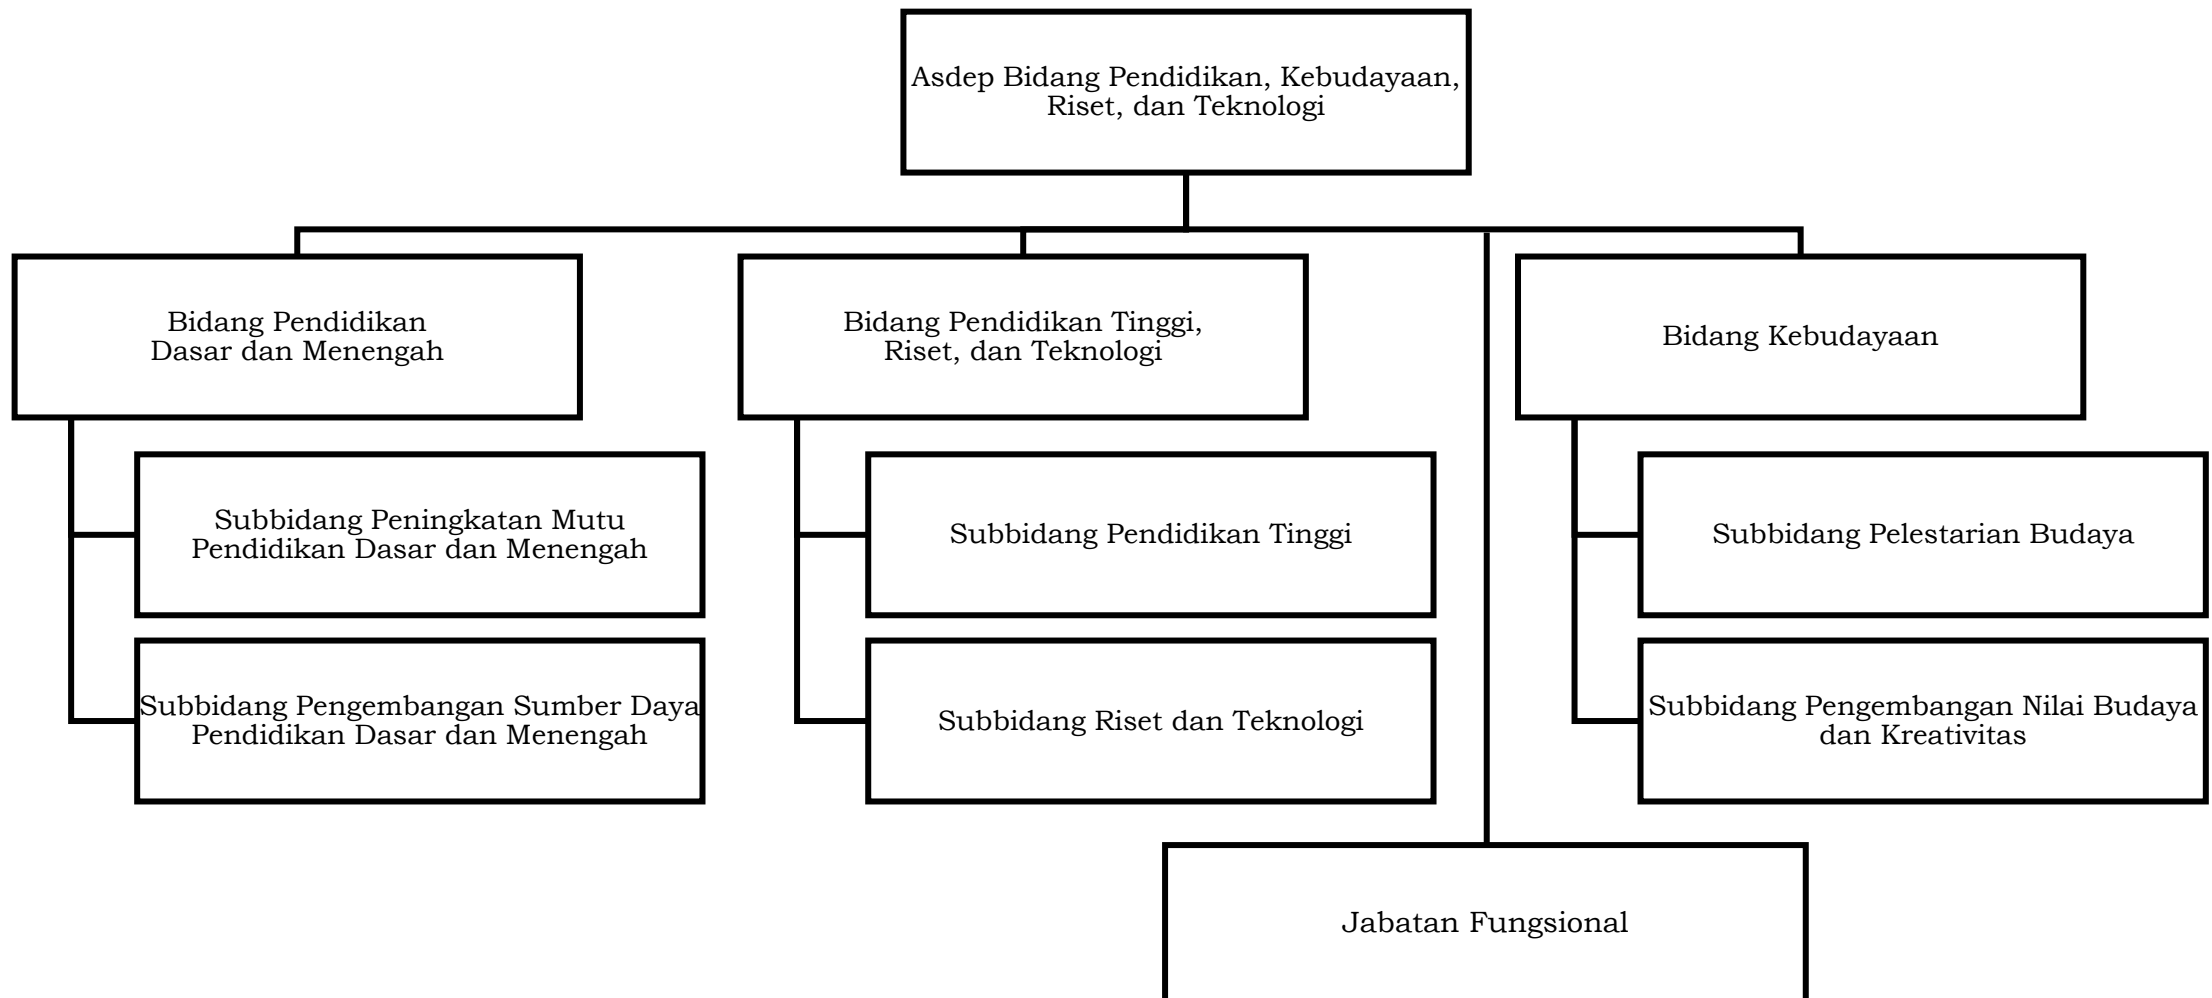 Asdep Bidang Pendidikan, Kebudayaan,
Riset, dan Teknologi
Bidang Pendidikan
Dasar dan Menengah
Bidang Pendidikan Tinggi,
Riset, dan Teknologi
Bidang Kebudayaan
Subbidang Peningkatan Mutu
Pendidikan Dasar dan Menengah
Subbidang Pendidikan Tinggi
Subbidang Pelestarian Budaya
Subbidang Pengembangan Sumber Daya
Pendidikan Dasar dan Menengah
Subbidang Riset dan Teknologi
Subbidang Pengembangan Nilai Budaya
dan Kreativitas
Jabatan Fungsional